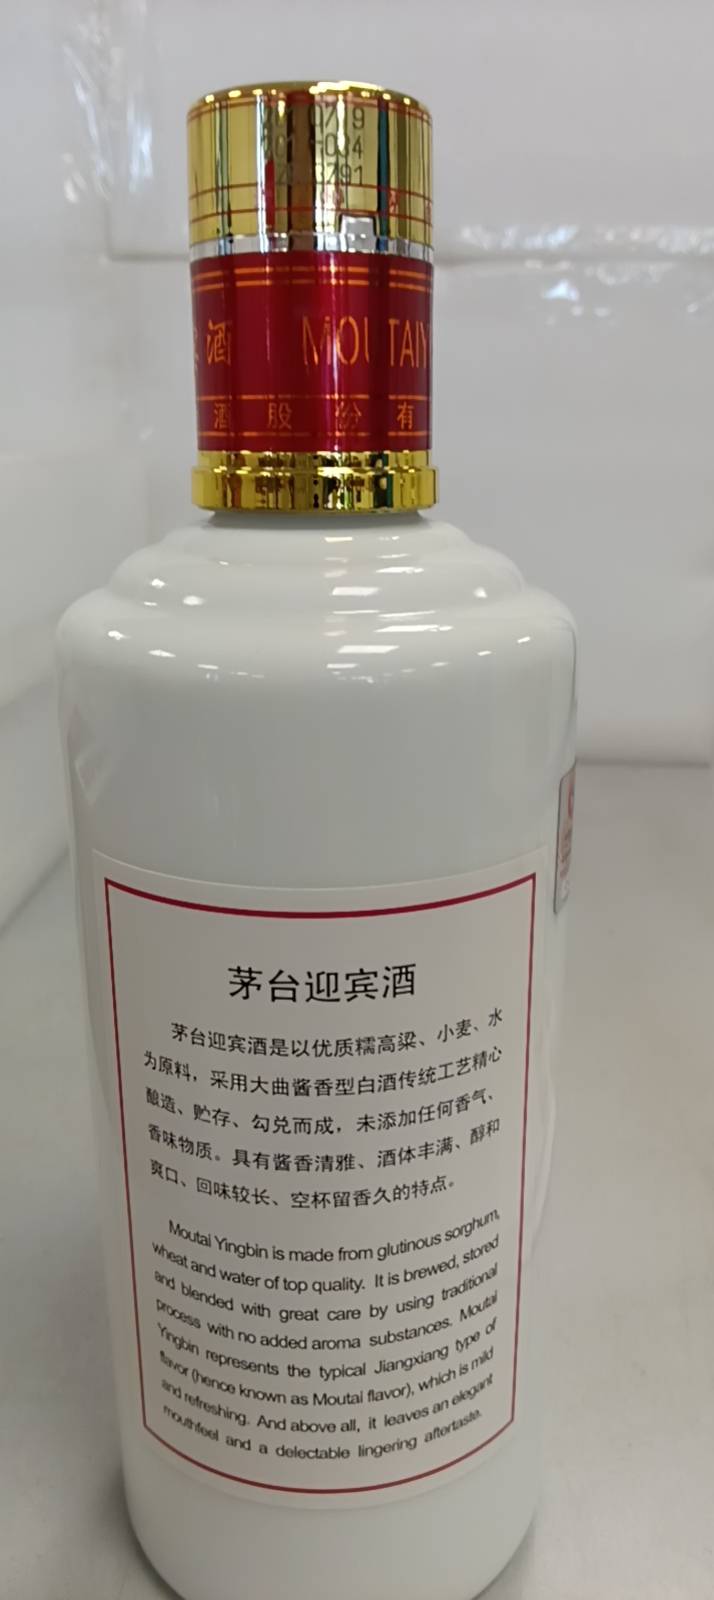 酒 MOUTAIY
酒股份有
茅台迎宾酒
茅台迎宾酒是以优质糯高粱、小麦、水
为原料，采用大曲酱香型白酒传统工艺精心
酿造、贮存、勾兑而成，未添加任何香气、
香味物质。具有酱香清雅、酒体丰满、醇和
爽口、回味较长、空杯留香久的特点。
Moutai Yingbin is made from glutinous sorghum,
wheat and water of top quality. It is brewed, stored
and blended with great care by using traditional
process with no added aroma substances. Moutai
Yingbin represents the typical Jiangxiang type of
flavor (hence known as Moutai flavor), which is mild
and refreshing. And above all, it leaves an elegant
mouthfeel and a delectable lingering aftertaste.